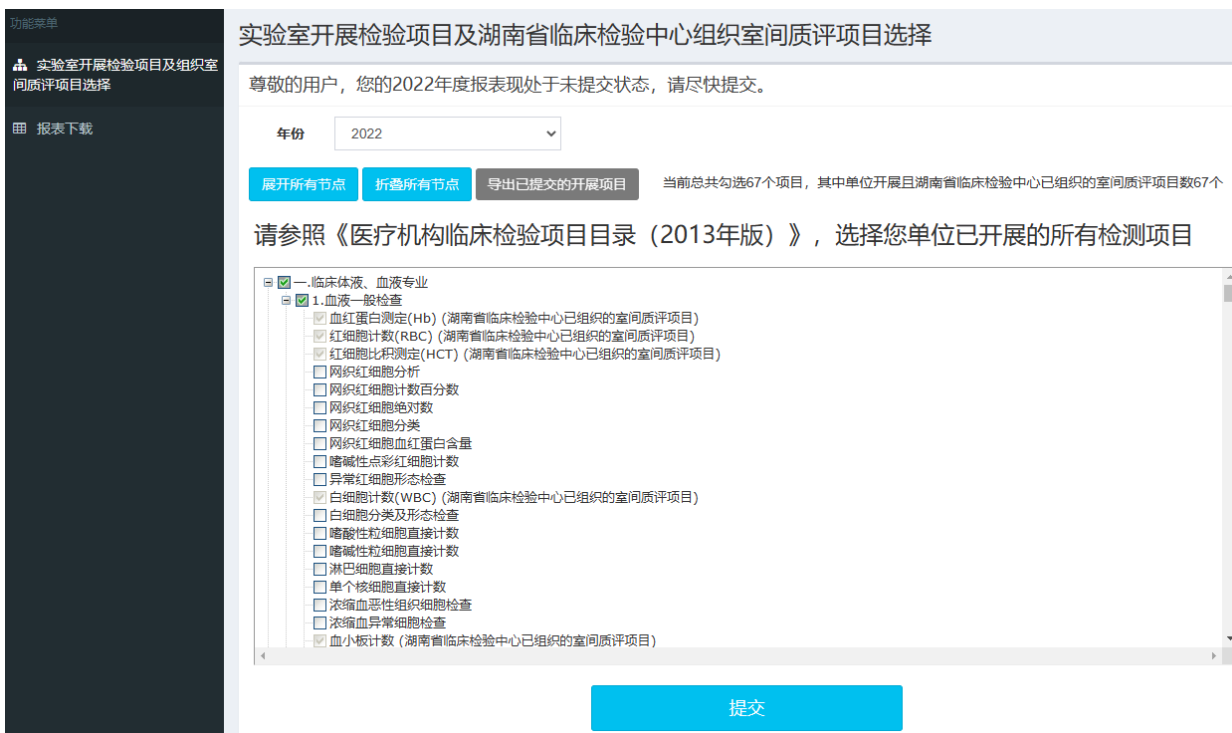 功能菜单
实验室开展检验项目及组织室
间质评项目选择
报表下载
实验室开展检验项目及湖南省临床检验中心组织室间质评项目选择
尊敬的用户，您的2022年度报表现处于未提交状态，请尽快提交。
年份 2022
展开所有节点 折叠所有节点 导出已提交的开展项目 当前总共勾选67个项目，其中单位开展且湖南省临床检验中心已组织的室间质评项目数67个
请参照《医疗机构临床检验项目目录（2013年版）》，选择您单位已开展的所有检测项目
一.临床体液、血液专业
1.血液一般检查
血红蛋白测定(Hb) (湖南省临床检验中心已组织的室间质评项目)
红细胞计数(RBC) (湖南省临床检验中心已组织的室间质评项目)
红细胞比积测定(HCT) (湖南省临床检验中心已组织的室间质评项目)
网织红细胞分析
网织红细胞计数百分数
网织红细胞绝对数
网织红细胞分类
网织红细胞血红蛋白含量
嗜碱性点彩红细胞计数
异常红细胞形态检查
白细胞计数(WBC) (湖南省临床检验中心已组织的室间质评项目)
白细胞分类及形态检查
嗜酸性粒细胞直接计数
嗜碱性粒细胞直接计数
淋巴细胞直接计数
单个核细胞直接计数
浓缩血恶性组织细胞检查
浓缩血异常细胞检查
血小板计数 (湖南省临床检验中心已组织的室间质评项目)
提交